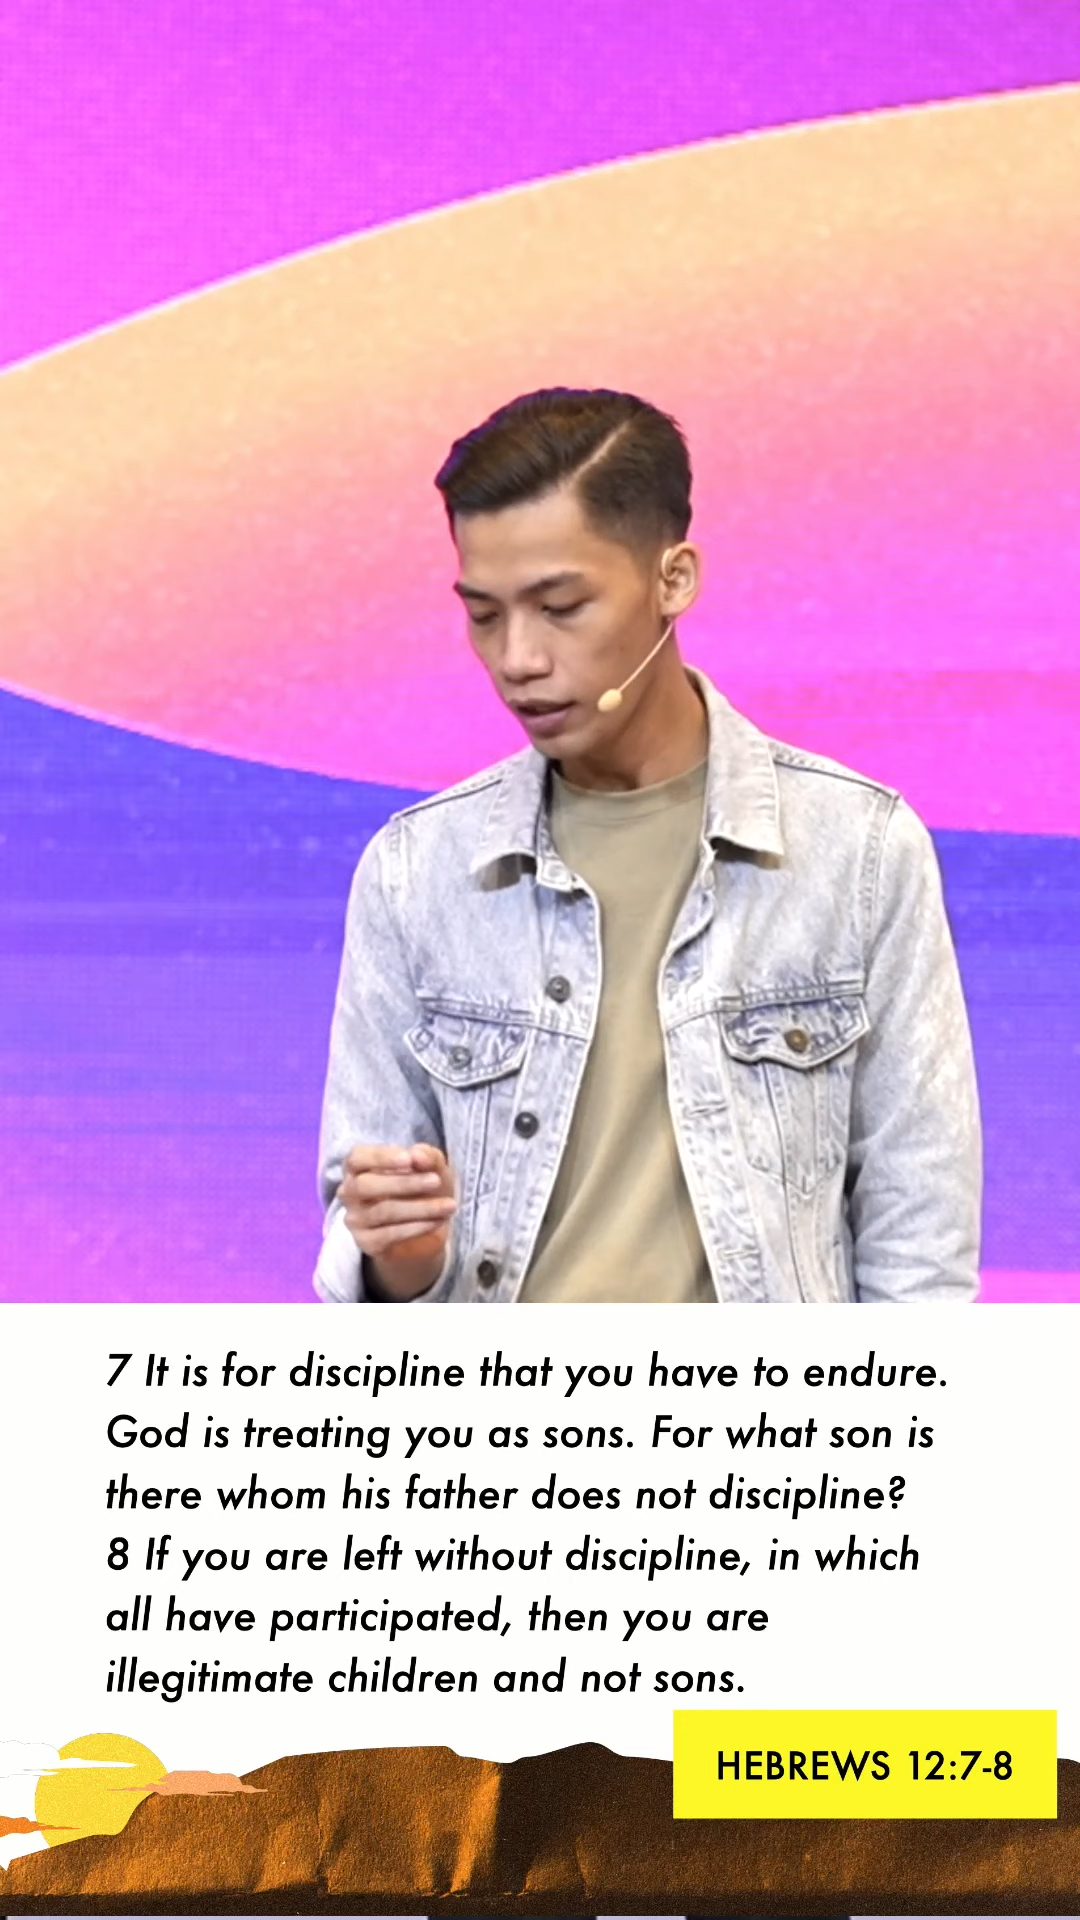 7 It is for discipline that you have to endure.
God is treating you as sons. For what son is
there whom his father does not discipline?
8 If you are left without discipline, in which
all have participated, then you are
illegitimate children and not sons.
HEBREWS 12:7-8